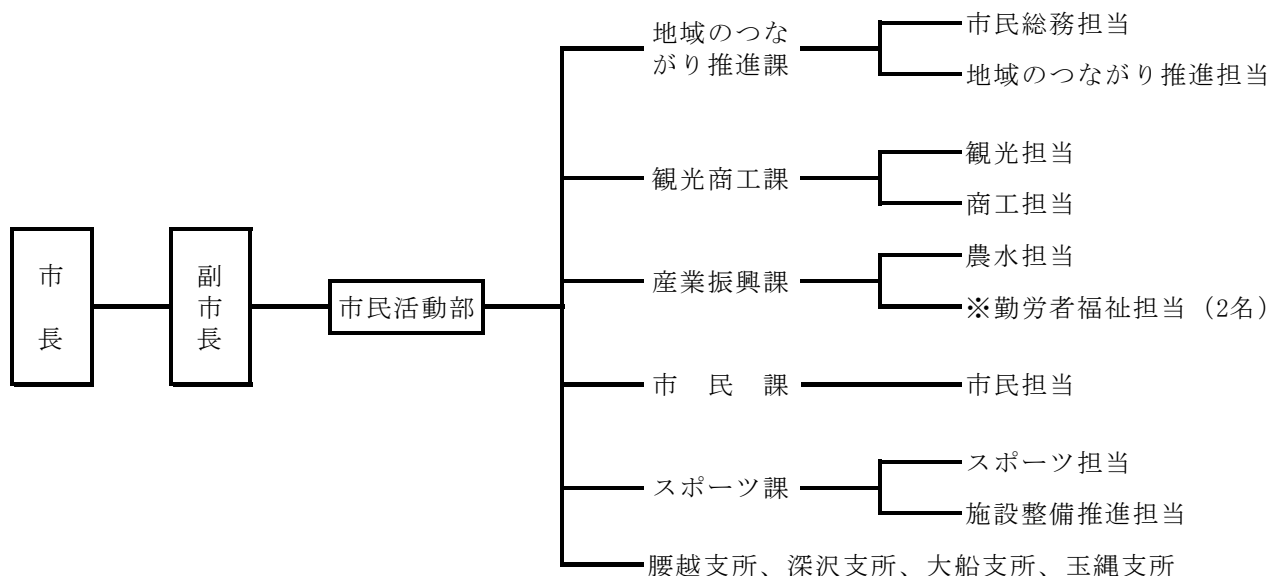 市長
副市長
市民活動部
地域のつな
がり推進課
市民総務担当
地域のつながり推進担当
観光商工課
観光担当
商工担当
産業振興課
農水担当
※勤労者福祉担当 (2名)
市　民　課
市民担当
スポーツ課
スポーツ担当
施設整備推進担当
腰越支所、深沢支所、大船支所、玉縄支所